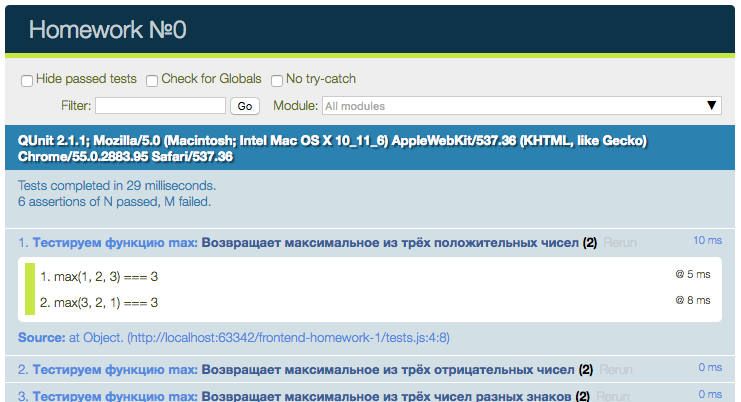 Homework №0
Hide passed tests Check for Globals No try-catch
Filter: Go Module: All modules ▼
QUnit 2.1.1; Mozilla/5.0 (Macintosh; Intel Mac OS X 10_11_6) AppleWebKit/537.36 (KHTML, like Gecko)
Chrome/55.0.2883.95 Safari/537.36
Tests completed in 29 milliseconds.
6 assertions of N passed, M failed.
1. Тестируем функцию max: Возвращает максимальное из трёх положительных чисел (2) Rerun 10 ms
1. max(1, 2, 3) === 3 @ 5 ms
2. max(3, 2, 1) === 3 @ 8 ms
Source: at Object. (http://localhost:63342/frontend-homework-1/tests.js:4:8)
2. Тестируем функцию max: Возвращает максимальное из трёх отрицательных чисел (2) Rerun 0 ms
3. Тестируем функцию max: Возвращает максимальное из трёх чисел разных знаков (2) Rerun 0 ms